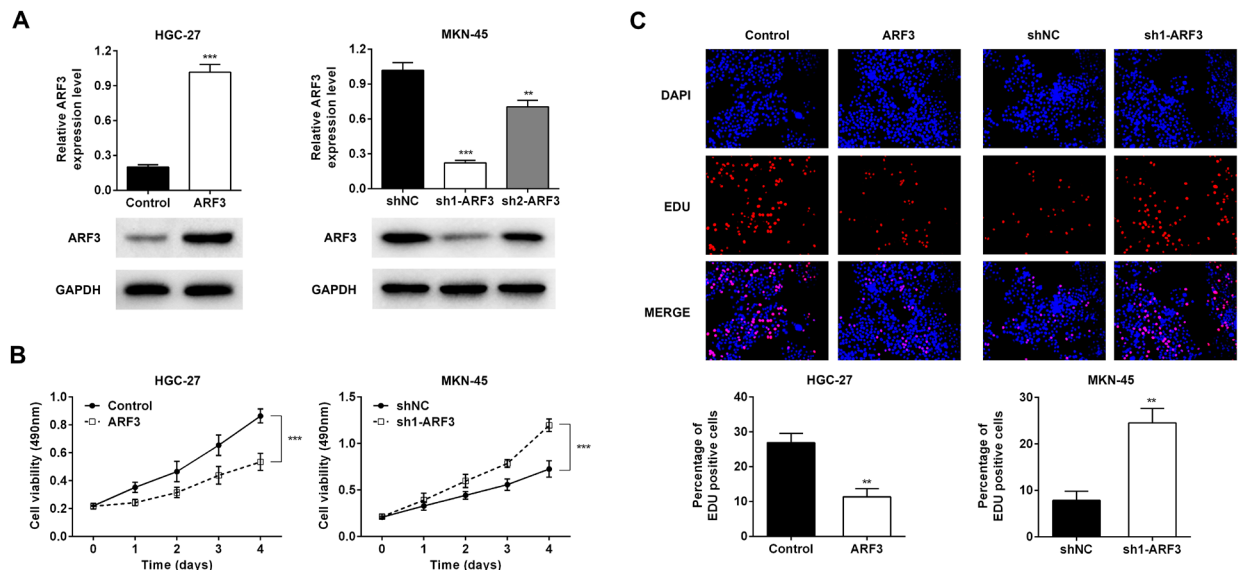 A
HGC-27
Relative ARF3
expression level
1.2
0.9
0.6
0.3
0.0
***
Control
ARF3
MKN-45
Relative ARF3
expression level
1.2
0.9
0.6
0.3
0.0
***
**
shNC
sh1-ARF3
sh2-ARF3
ARF3
GAPDH
ARF3
GAPDH
B
HGC-27
Cell viability (490nm)
1.0
0.8
0.6
0.4
0.2
0.0
Control
ARF3
***
0 1 2 3 4
Time (days)
MKN-45
Cell viability (490nm)
1.5
1.0
0.5
0.0
shNC
sh1-ARF3
***
0 1 2 3 4
Time (days)
C
Control
ARF3
shNC
sh1-ARF3
DAPI
EDU
MERGE
HGC-27
Percentage of
EDU positive cells
40
30
20
10
0
**
Control
ARF3
MKN-45
Percentage of
EDU positive cells
30
20
10
0
**
shNC
sh1-ARF3